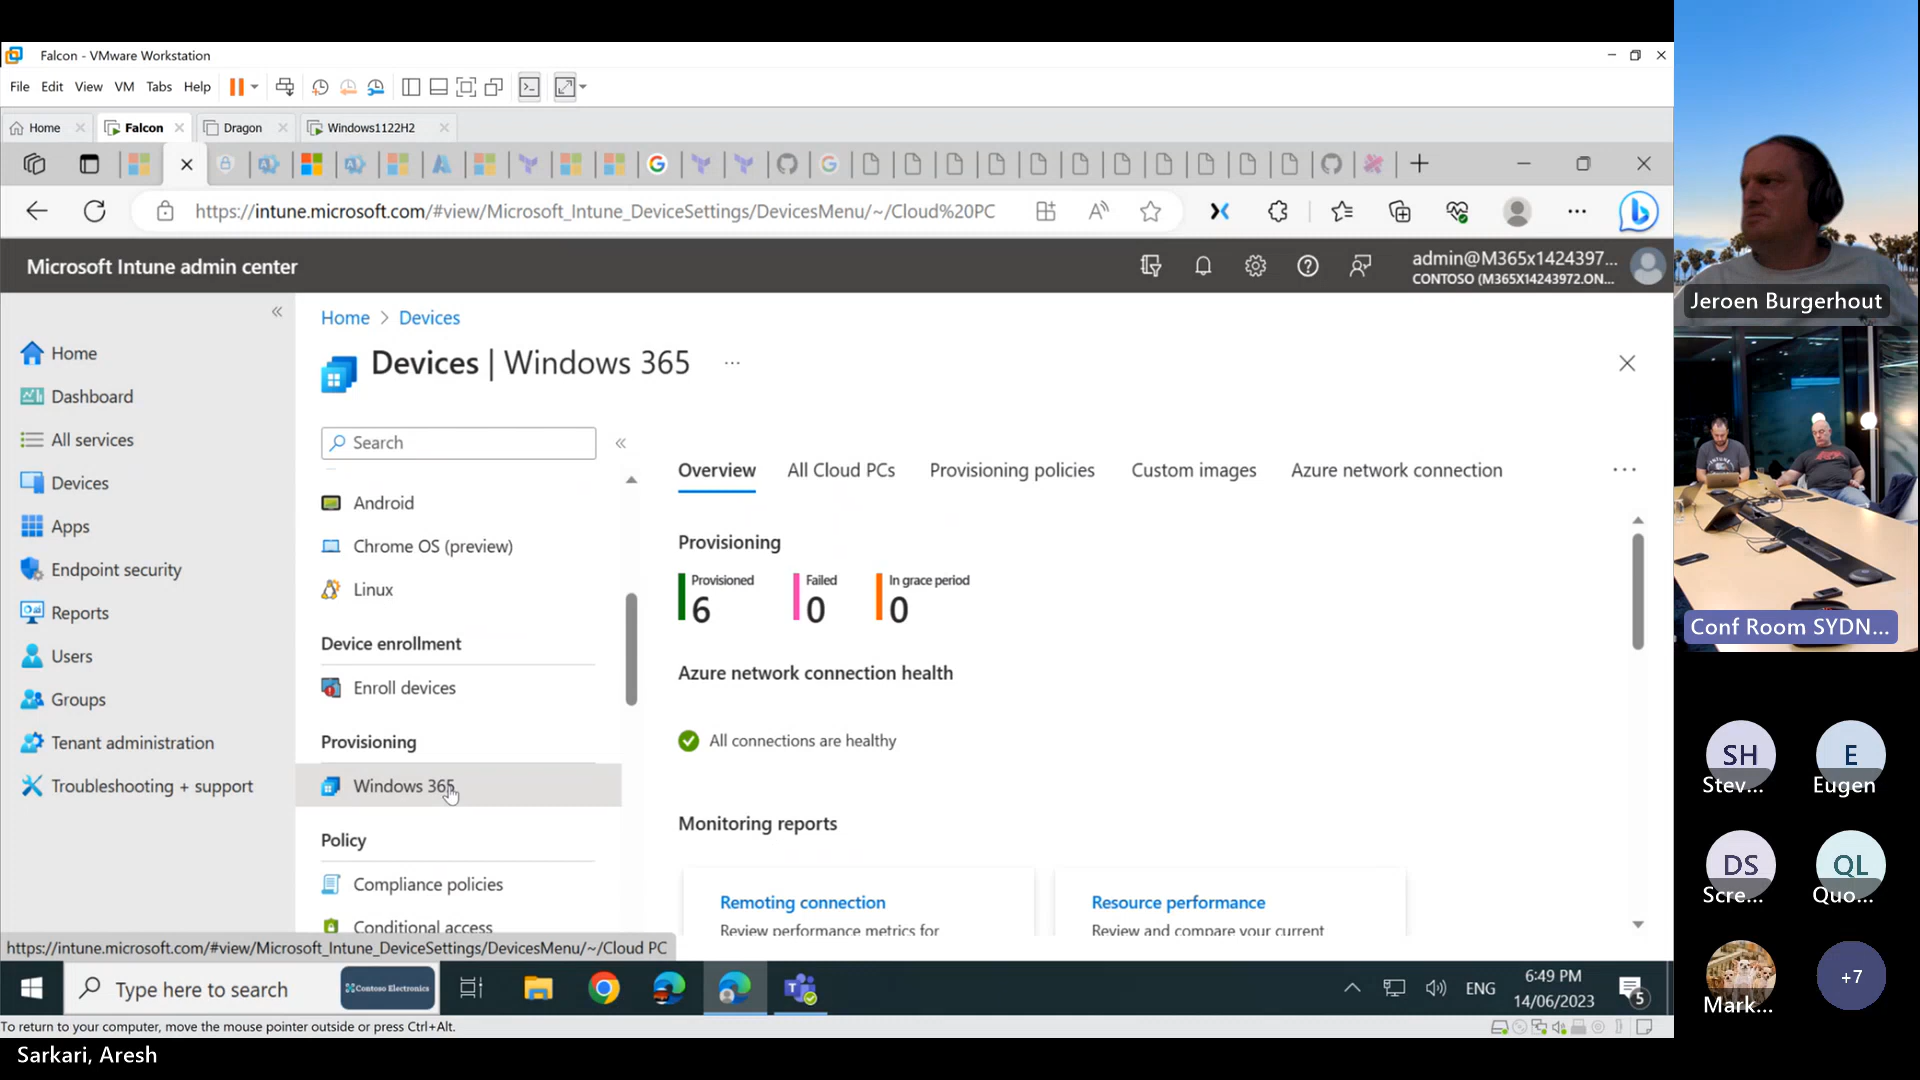 Falcon - VMware Workstation
File Edit View VM Tabs Help
Home Falcon Dragon Windows1122H2
https://intune.microsoft.com/#view/Microsoft_Intune_DeviceSettings/DevicesMenu/~/Cloud%20PC
Microsoft Intune admin center
admin@M365x1424397...
CONTOSO (M365X14243972.ON...
Home
Dashboard
All services
Devices
Apps
Endpoint security
Reports
Users
Groups
Tenant administration
Troubleshooting + support
Home > Devices
Devices | Windows 365 ...
Search
Android
Chrome OS (preview)
Linux
Device enrollment
Enroll devices
Provisioning
Windows 365
Policy
Compliance policies
Conditional access
Overview All Cloud PCs Provisioning policies Custom images Azure network connection ...
Provisioning
Provisioned
6
Failed
0
In grace period
0
Azure network connection health
All connections are healthy
Monitoring reports
Remoting connection
Review performance metrics for
Resource performance
Review and compare your current
https://intune.microsoft.com/#view/Microsoft_Intune_DeviceSettings/DevicesMenu/~/Cloud PC
Type here to search
Contoso Electronics
ENG
6:49 PM
14/06/2023
5
To return to your computer, move the mouse pointer outside or press Ctrl+Alt.
Sarkari, Aresh
Jeroen Burgerhout
Conf Room SYDN...
SH
Stev...
E
Eugen
DS
Scre...
QL
Quo...
Mark...
+7